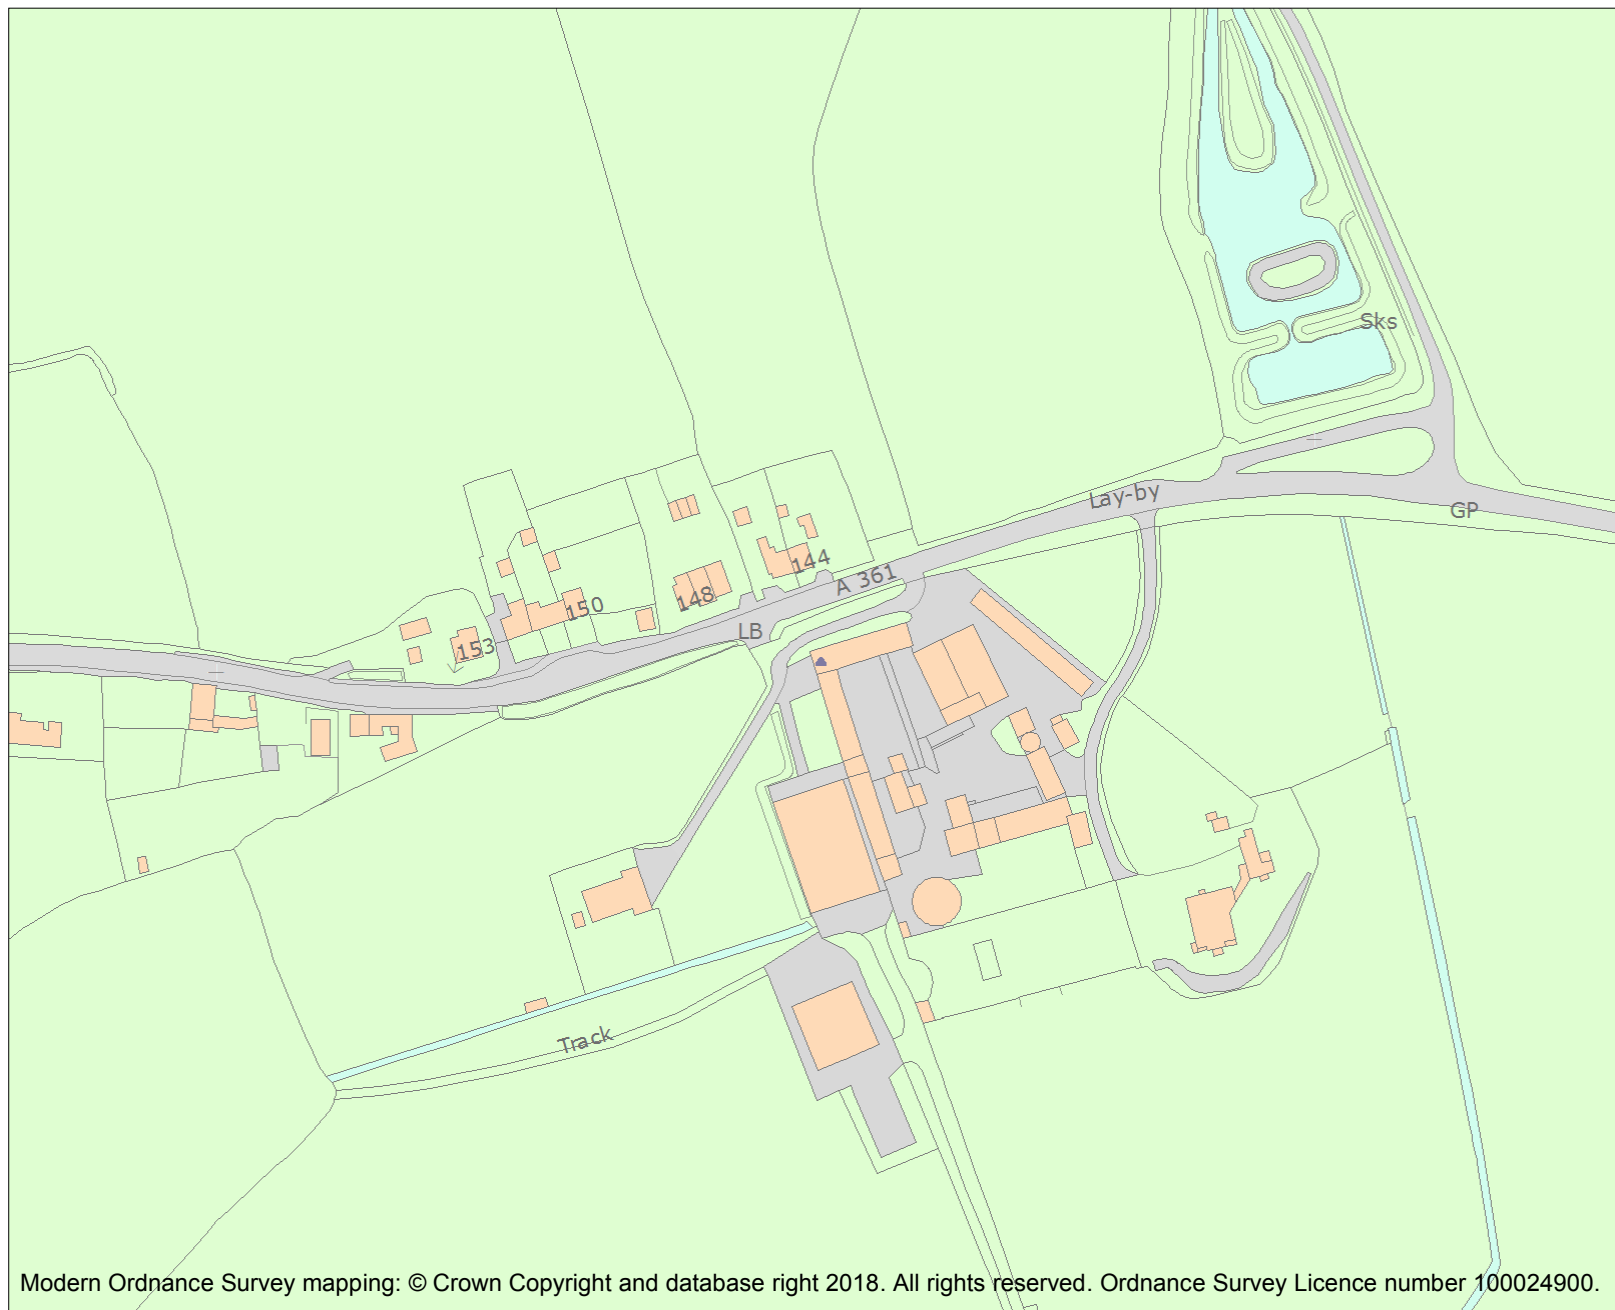 Sks
Lay-by
GP
144
A 361
148
150
LB
153
Track
Modern Ordnance Survey mapping: © Crown Copyright and database right 2018. All rights reserved. Ordnance Survey Licence number 100024900.